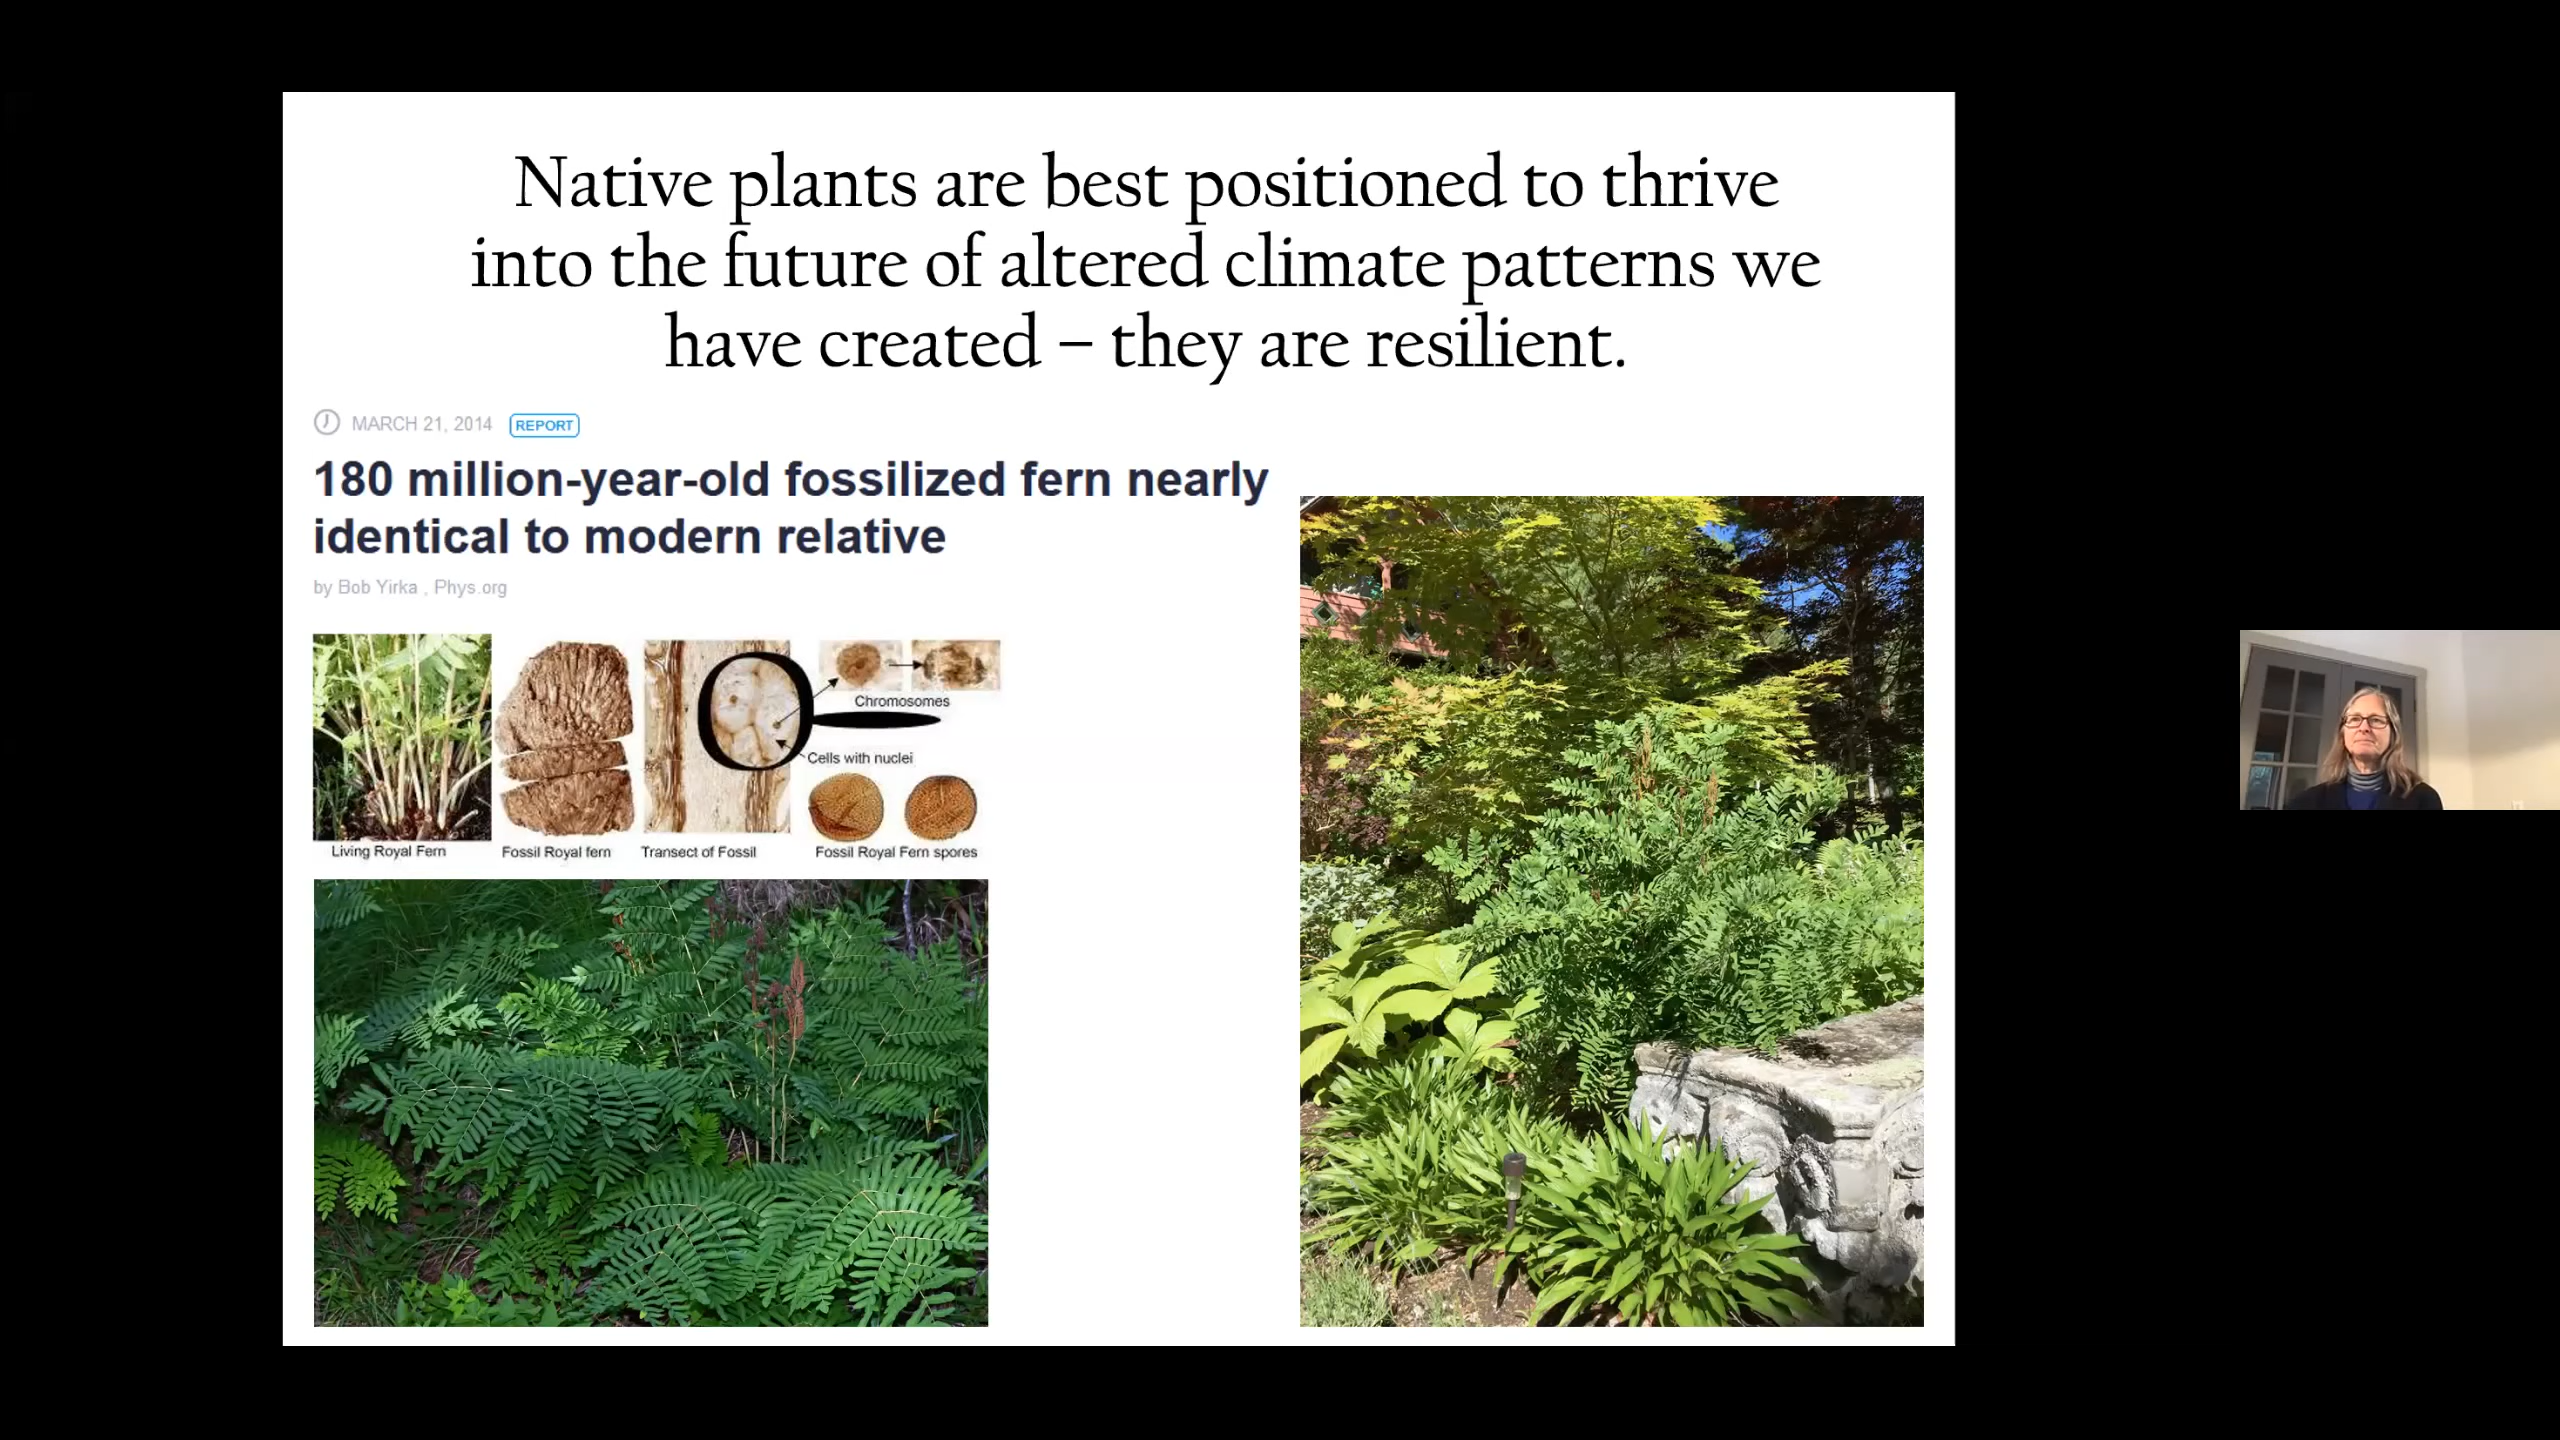 Native plants are best positioned to thrive
into the future of altered climate patterns we
have created – they are resilient.
MARCH 21, 2014 REPORT
180 million-year-old fossilized fern nearly
identical to modern relative
by Bob Yirka , Phys.org
Chromosomes
Cells with nuclei
Living Royal Fern
Fossil Royal fern
Transect of Fossil
Fossil Royal Fern spores